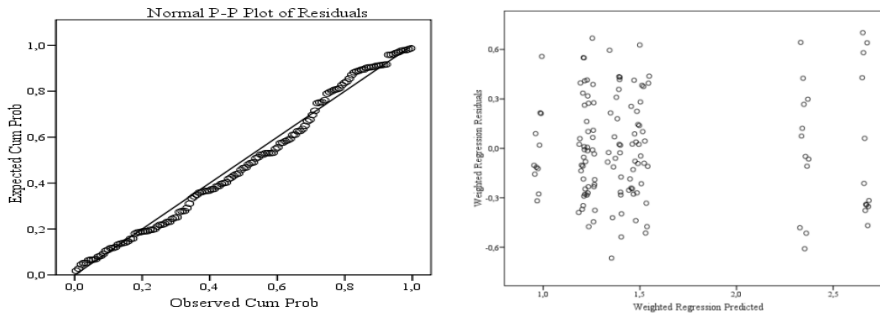 Normal P-P Plot of Residuals
Expected Cum Prob
1,0
0,8
0,6
0,4
0,2
0,0
0,0 0,2 0,4 0,6 0,8 1,0
Observed Cum Prob
Weighted Regression Residuals
0,6
0,3
0,0
-0,3
-0,6
1,0 1,5 2,0 2,5
Weighted Regression Predicted